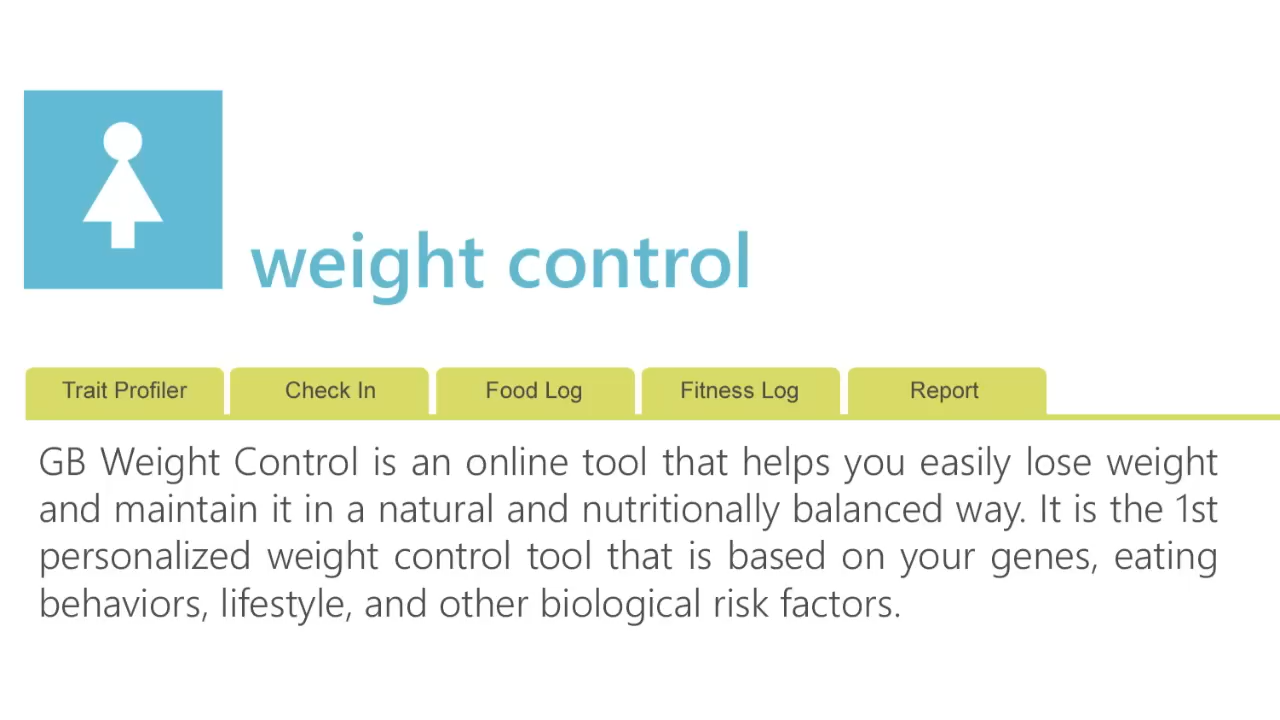 weight control
Trait Profiler Check In Food Log Fitness Log Report
GB Weight Control is an online tool that helps you easily lose weight
and maintain it in a natural and nutritionally balanced way. It is the 1st
personalized weight control tool that is based on your genes, eating
behaviors, lifestyle, and other biological risk factors.